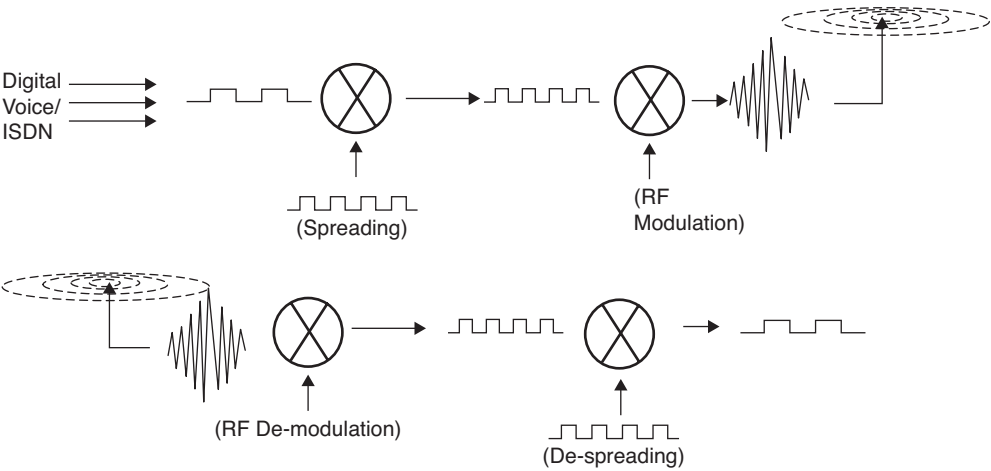 Digital
Voice/
ISDN
(Spreading)
(RF
Modulation)
(RF De-modulation)
(De-spreading)